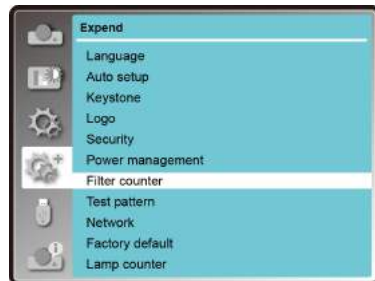 Expend
Language
Auto setup
Keystone
Logo
Security
Power management
Filter counter
Test pattern
Network
Factory default
Lamp counter